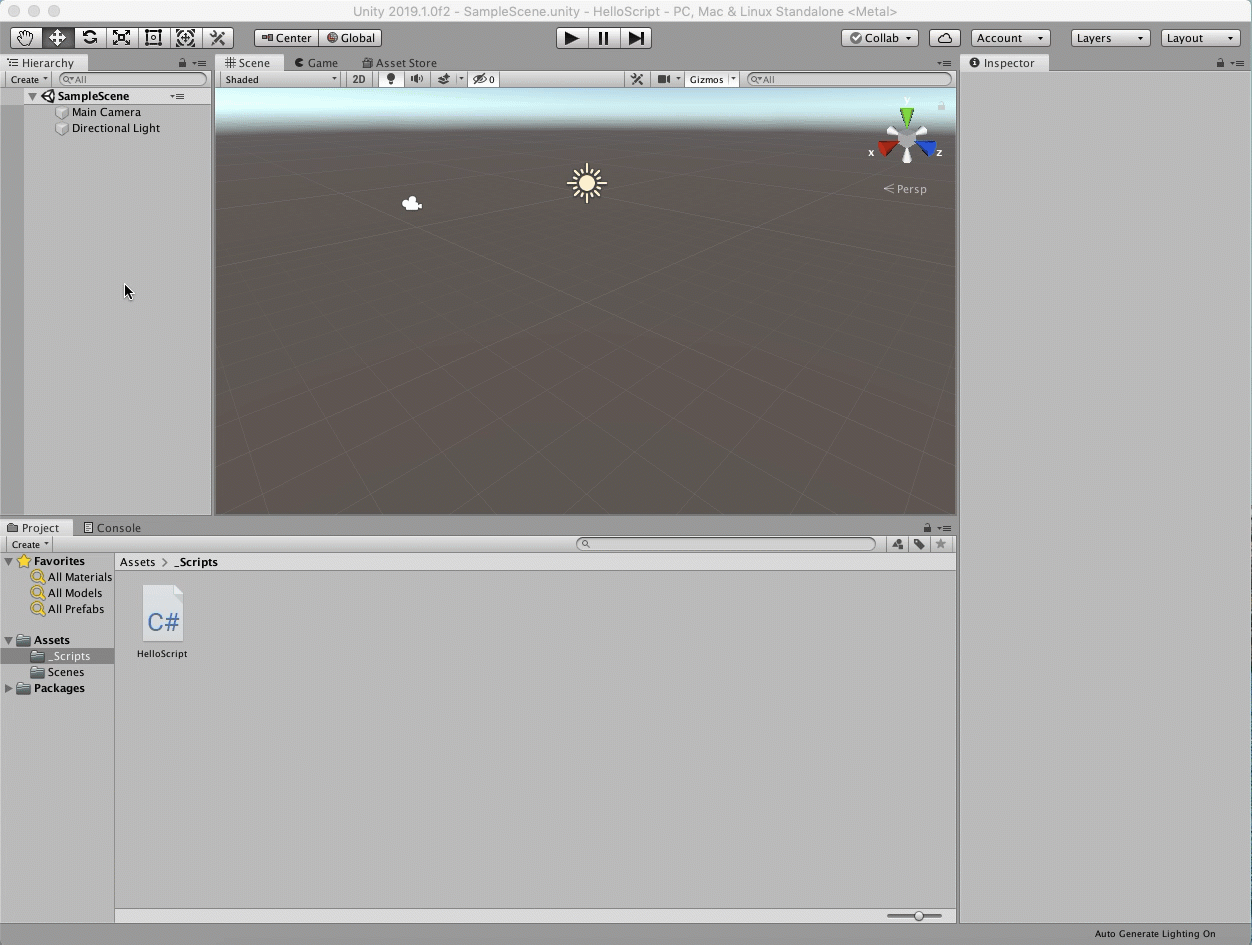 Unity 2019.1.0f2 - SampleScene.unity - HelloScript - PC, Mac & Linux Standalone <Metal>
Center Global Collab Account Layers Layout
Hierarchy Scene Game Asset Store Inspector
Create All Shaded 2D 0 Gizmos All
SampleScene
Main Camera
Directional Light
y
x z
Persp
Project Console
Create
Favorites
All Materials
All Models
All Prefabs
Assets
_Scripts
Scenes
Packages
Assets > _Scripts
C#
HelloScript
Auto Generate Lighting On